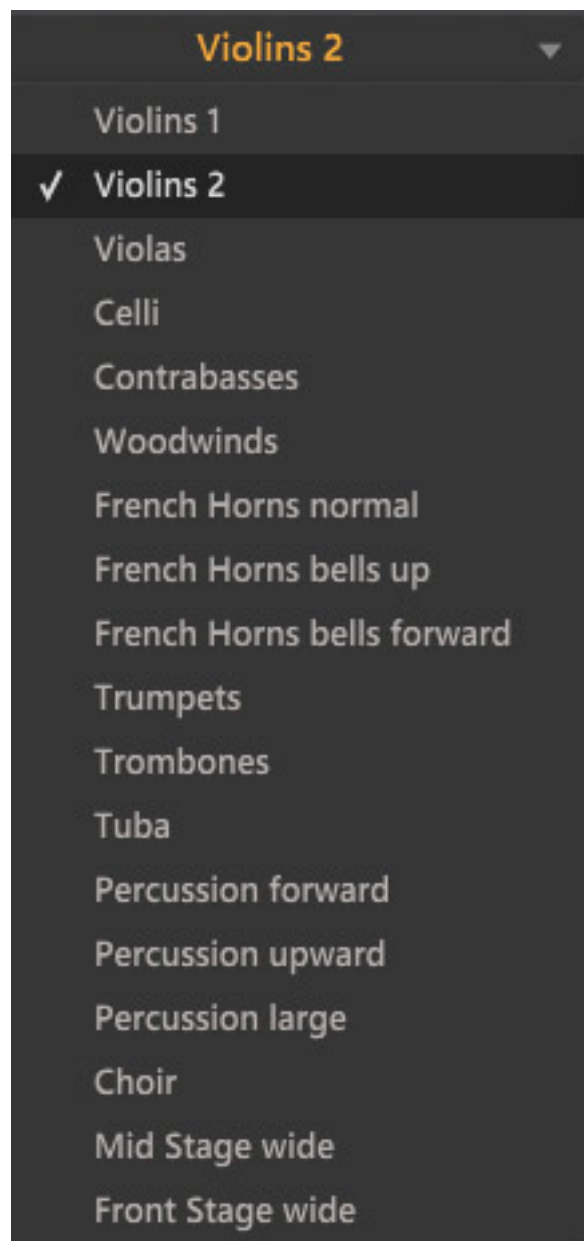 Violins 2
Violins 1
✓ Violins 2
Violas
Celli
Contrabasses
Woodwinds
French Horns normal
French Horns bells up
French Horns bells forward
Trumpets
Trombones
Tuba
Percussion forward
Percussion upward
Percussion large
Choir
Mid Stage wide
Front Stage wide